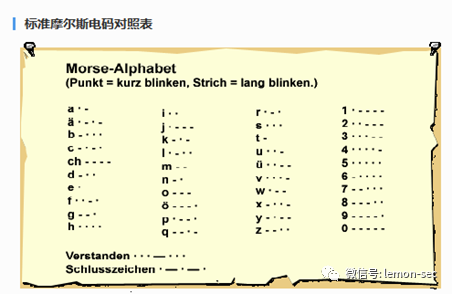 标准摩尔斯电码对照表
Morse-Alphabet
(Punkt = kurz blinken, Strich = lang blinken.)
a · -
ä · - · -
b - · · ·
c - · - ·
ch - - - -
d - · ·
e ·
f · · - ·
g - - ·
h · · · ·
i · ·
j · - - -
k - · -
l · - · ·
m - -
n - ·
o - - -
ö - - - ·
p · - - ·
q - - · -
r · - ·
s · · ·
t -
u · · -
ü · · - -
v · · · -
w · - -
x - · · -
y - · - -
z - - · ·
1 · - - - -
2 · · - - -
3 · · · - -
4 · · · · -
5 · · · · ·
6 - · · · ·
7 - - · · ·
8 - - - · ·
9 - - - - ·
0 - - - - -
Verstanden · · · — ·
Schlusszeichen · — · — ·
微信号: lemon-sec